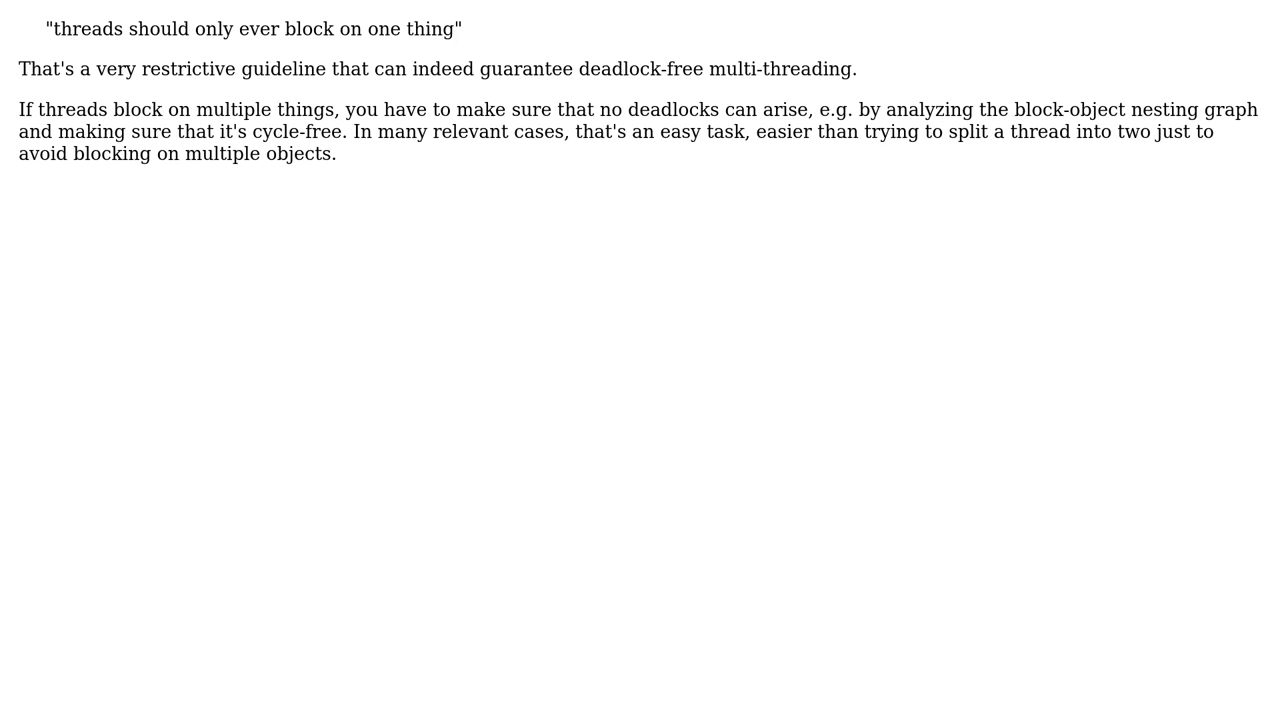 "threads should only ever block on one thing"
That's a very restrictive guideline that can indeed guarantee deadlock-free multi-threading.
If threads block on multiple things, you have to make sure that no deadlocks can arise, e.g. by analyzing the block-object nesting graph
and making sure that it's cycle-free. In many relevant cases, that's an easy task, easier than trying to split a thread into two just to
avoid blocking on multiple objects.